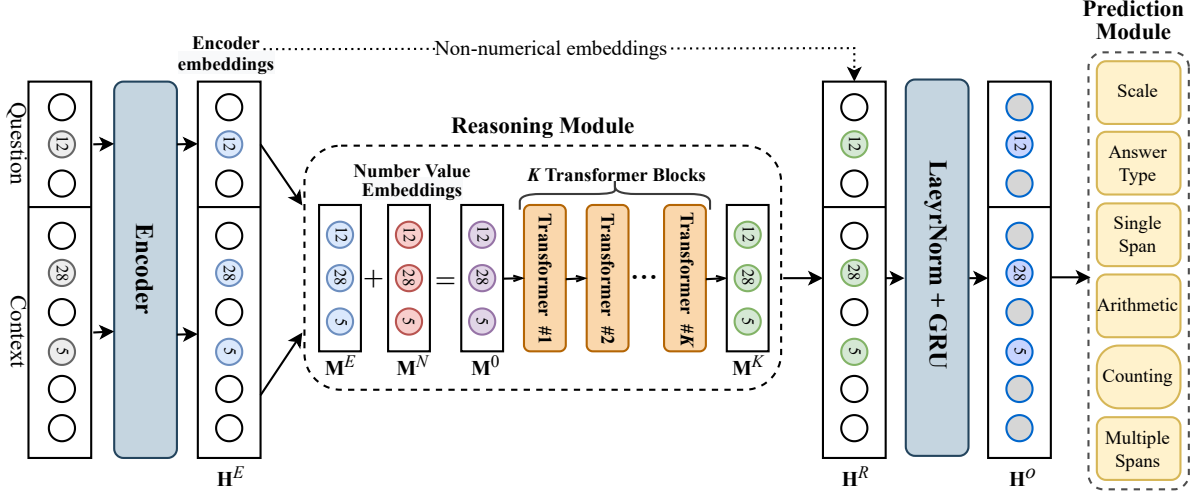 Prediction
Module
Encoder
embeddings
Non-numerical embeddings
Question
12
Context
28
5
Encoder
12
28
5
H^E
Reasoning Module
Number Value
Embeddings
K Transformer Blocks
12
28
5
M^E
+
12
28
5
M^N
=
12
28
5
M^0
Transformer #1
Transformer #2
...
Transformer #K
12
28
5
M^K
12
28
5
H^R
LaeyrNorm + GRU
12
28
5
H^O
Scale
Answer
Type
Single
Span
Arithmetic
Counting
Multiple
Spans